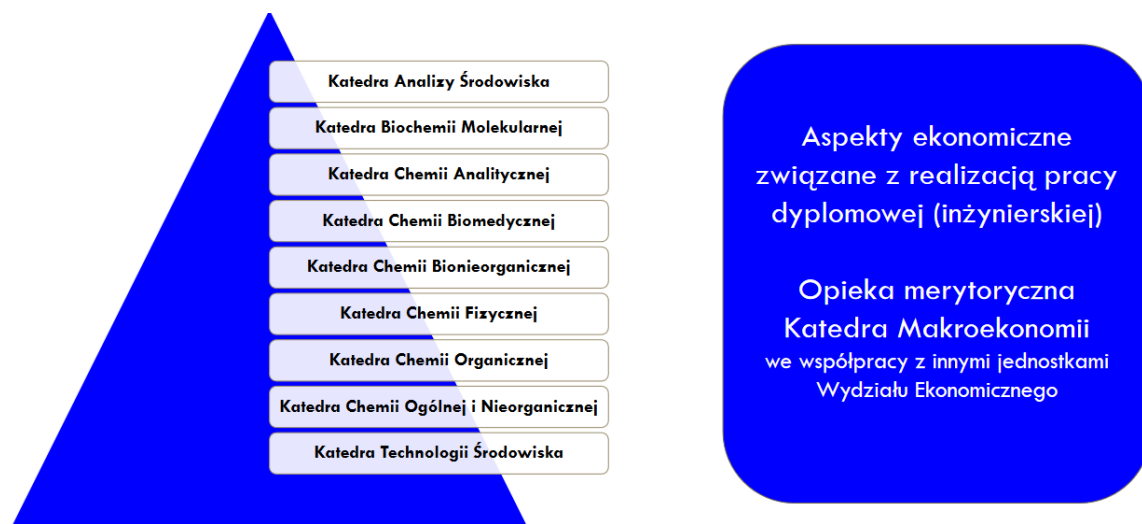 Katedra Analizy Środowiska
Katedra Biochemii Molekularnej
Katedra Chemii Analitycznej
Katedra Chemii Biomedycznej
Katedra Chemii Bionieorganicznej
Katedra Chemii Fizycznej
Katedra Chemii Organicznej
Katedra Chemii Ogólnej i Nieorganicznej
Katedra Technologii Środowiska
Aspekty ekonomiczne
związane z realizacją pracy
dyplomowej (inżynierskiej)
Opieka merytoryczna
Katedra Makroekonomii
we współpracy z innymi jednostkami
Wydziału Ekonomicznego